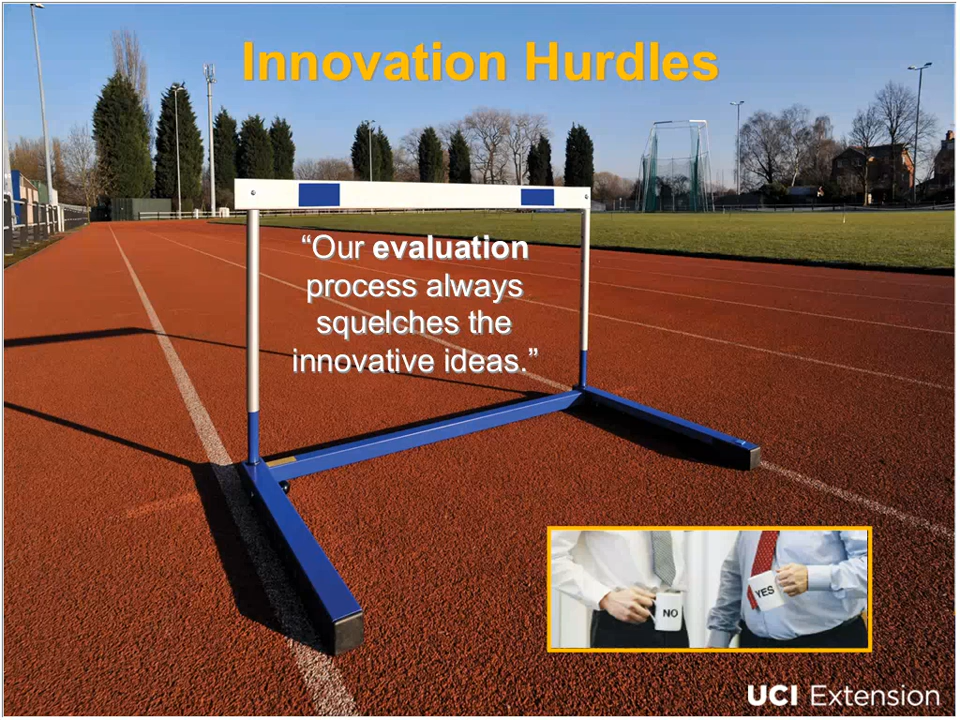 Innovation Hurdles
“Our evaluation
process always
squelches the
innovative ideas.”
NO
YES
UCI Extension